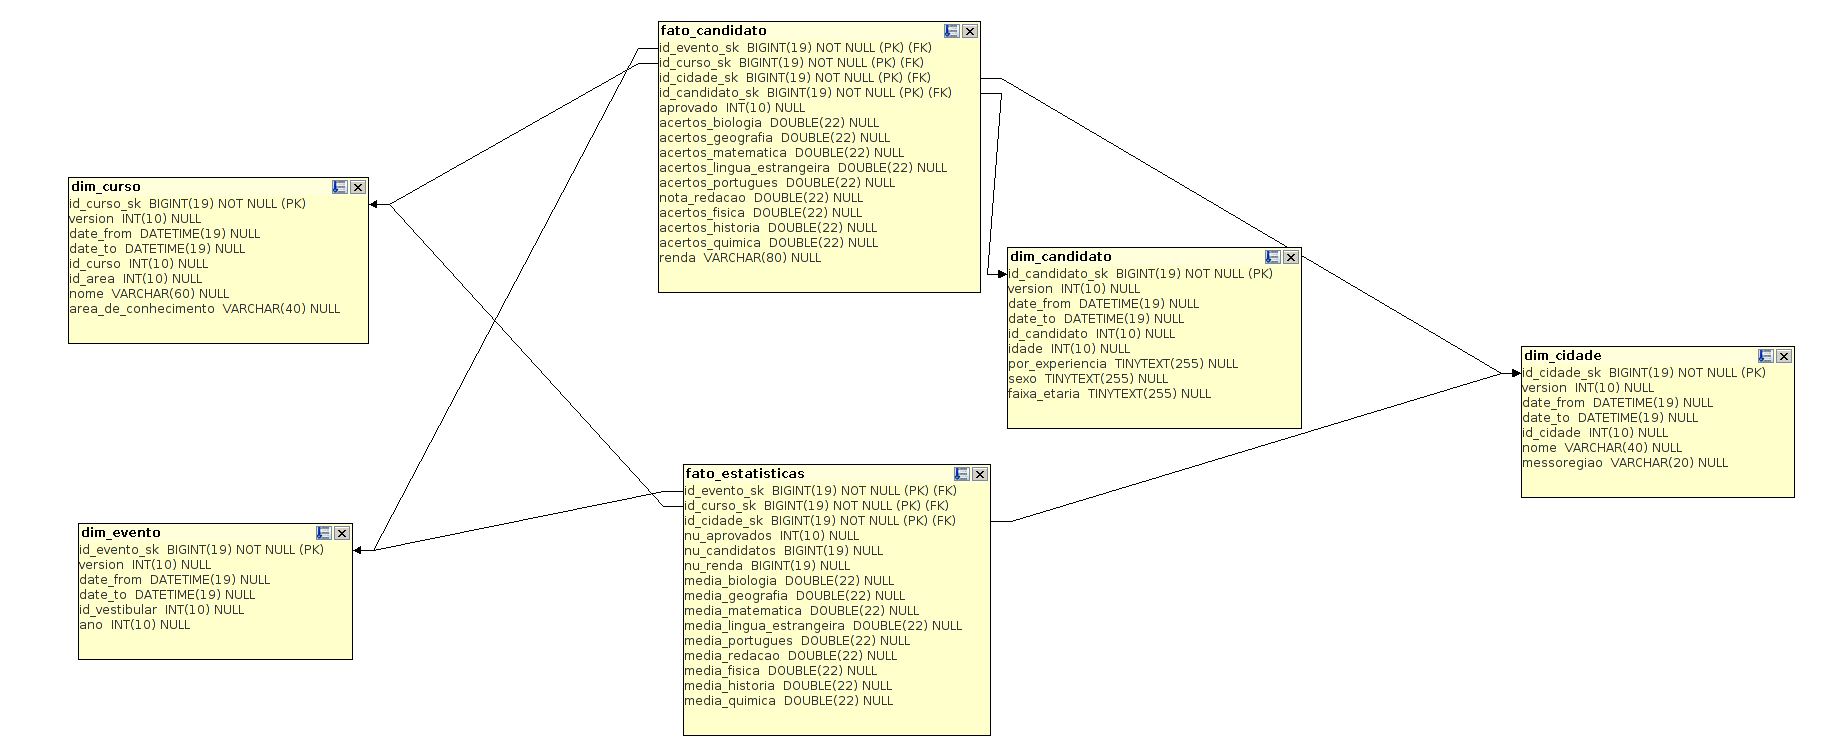 fato_candidato
id_evento_sk BIGINT(19) NOT NULL (PK) (FK)
id_curso_sk BIGINT(19) NOT NULL (PK) (FK)
id_cidade_sk BIGINT(19) NOT NULL (PK) (FK)
id_candidato_sk BIGINT(19) NOT NULL (PK) (FK)
aprovado INT(10) NULL
acertos_biologia DOUBLE(22) NULL
acertos_geografia DOUBLE(22) NULL
acertos_matematica DOUBLE(22) NULL
acertos_lingua_estrangeira DOUBLE(22) NULL
acertos_portugues DOUBLE(22) NULL
nota_redacao DOUBLE(22) NULL
acertos_fisica DOUBLE(22) NULL
acertos_historia DOUBLE(22) NULL
acertos_quimica DOUBLE(22) NULL
renda VARCHAR(80) NULL
dim_curso
id_curso_sk BIGINT(19) NOT NULL (PK)
version INT(10) NULL
date_from DATETIME(19) NULL
date_to DATETIME(19) NULL
id_curso INT(10) NULL
id_area INT(10) NULL
nome VARCHAR(60) NULL
area_de_conhecimento VARCHAR(40) NULL
dim_candidato
id_candidato_sk BIGINT(19) NOT NULL (PK)
version INT(10) NULL
date_from DATETIME(19) NULL
date_to DATETIME(19) NULL
id_candidato INT(10) NULL
idade INT(10) NULL
por_experiencia TINYTEXT(255) NULL
sexo TINYTEXT(255) NULL
faixa_etaria TINYTEXT(255) NULL
dim_cidade
id_cidade_sk BIGINT(19) NOT NULL (PK)
version INT(10) NULL
date_from DATETIME(19) NULL
date_to DATETIME(19) NULL
id_cidade INT(10) NULL
nome VARCHAR(40) NULL
messoregiao VARCHAR(20) NULL
fato_estatisticas
id_evento_sk BIGINT(19) NOT NULL (PK) (FK)
id_curso_sk BIGINT(19) NOT NULL (PK) (FK)
id_cidade_sk BIGINT(19) NOT NULL (PK) (FK)
nu_aprovados INT(10) NULL
nu_candidatos BIGINT(19) NULL
nu_renda BIGINT(19) NULL
media_biologia DOUBLE(22) NULL
media_geografia DOUBLE(22) NULL
media_matematica DOUBLE(22) NULL
media_lingua_estrangeira DOUBLE(22) NULL
media_portugues DOUBLE(22) NULL
media_redacao DOUBLE(22) NULL
media_fisica DOUBLE(22) NULL
media_historia DOUBLE(22) NULL
media_quimica DOUBLE(22) NULL
dim_evento
id_evento_sk BIGINT(19) NOT NULL (PK)
version INT(10) NULL
date_from DATETIME(19) NULL
date_to DATETIME(19) NULL
id_vestibular INT(10) NULL
ano INT(10) NULL